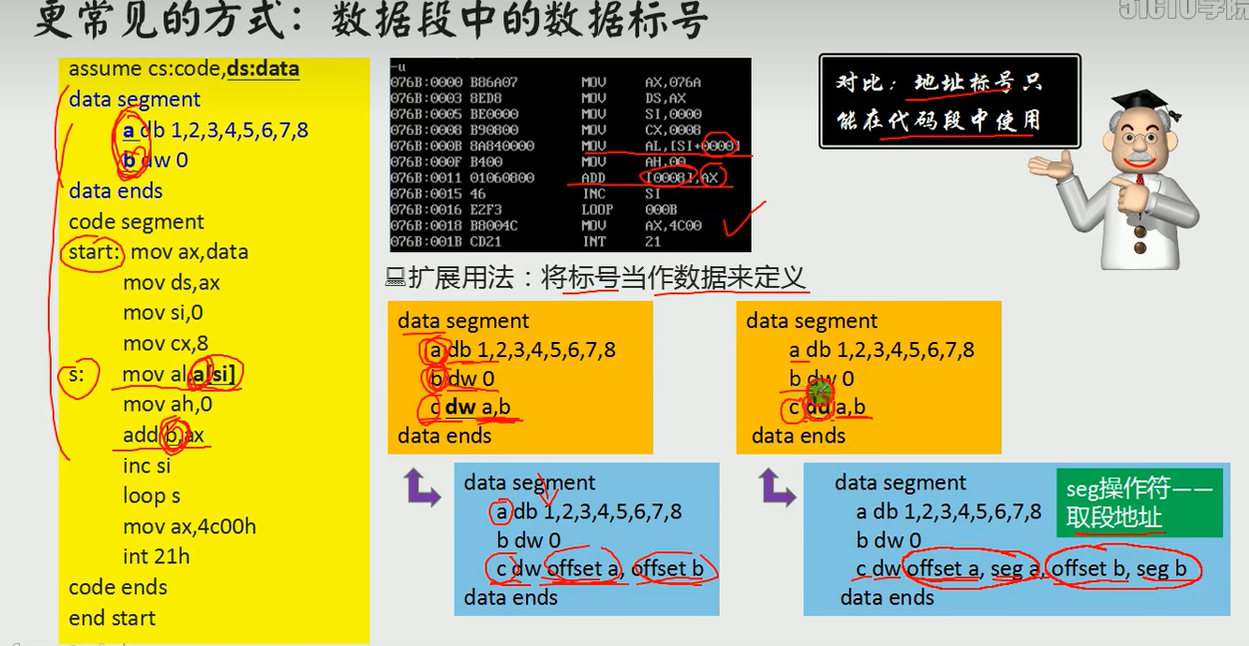 更常见的方式：数据段中的数据标号
51CTO学院
assume cs:code,ds:data
data segment
a db 1,2,3,4,5,6,7,8
b dw 0
data ends
code segment
start: mov ax,data
mov ds,ax
mov si,0
mov cx,8
s: mov al,a[si]
mov ah,0
add b,ax
inc si
loop s
mov ax,4c00h
int 21h
code ends
end start
-u
076B:0000 B86A07 MOV AX,076A
076B:0003 8ED8 MOV DS,AX
076B:0005 BE0000 MOV SI,0000
076B:0008 B90800 MOV CX,0008
076B:000B 8A840000 MOV AL,[SI+0000]
076B:000F B400 MOV AH,00
076B:0011 01060800 ADD [0008],AX
076B:0015 46 INC SI
076B:0016 E2F3 LOOP 000B
076B:0018 B8004C MOV AX,4C00
076B:001B CD21 INT 21
对比：地址标号只
能在代码段中使用
扩展用法：将标号当作数据来定义
data segment
a db 1,2,3,4,5,6,7,8
b dw 0
c dw a,b
data ends
data segment
a db 1,2,3,4,5,6,7,8
b dw 0
c dd a,b
data ends
data segment
a db 1,2,3,4,5,6,7,8
b dw 0
c dw offset a, offset b
data ends
data segment
a db 1,2,3,4,5,6,7,8
b dw 0
c dw offset a, seg a, offset b, seg b
data ends
seg操作符——
取段地址